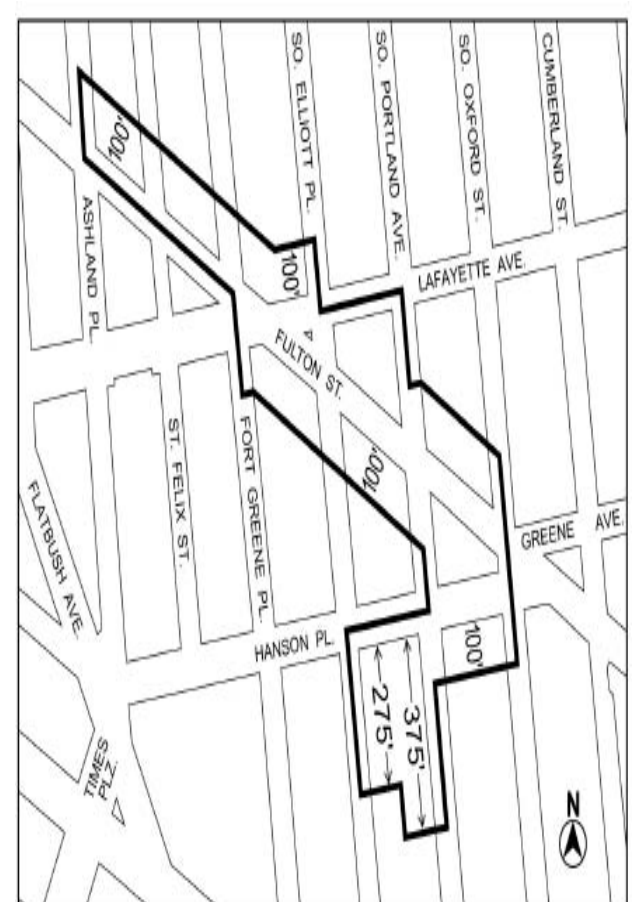 SO. ELLIOTT PL.
SO. PORTLAND AVE.
SO. OXFORD ST.
CUMBERLAND ST.
100'
100'
LAFAYETTE AVE.
ASHLAND PL.
FULTON ST.
100'
ST. FELIX ST.
FORT GREENE PL.
FLATBUSH AVE.
GREENE AVE.
HANSON PL.
100'
275'
375'
TIMES
PLZ.
N